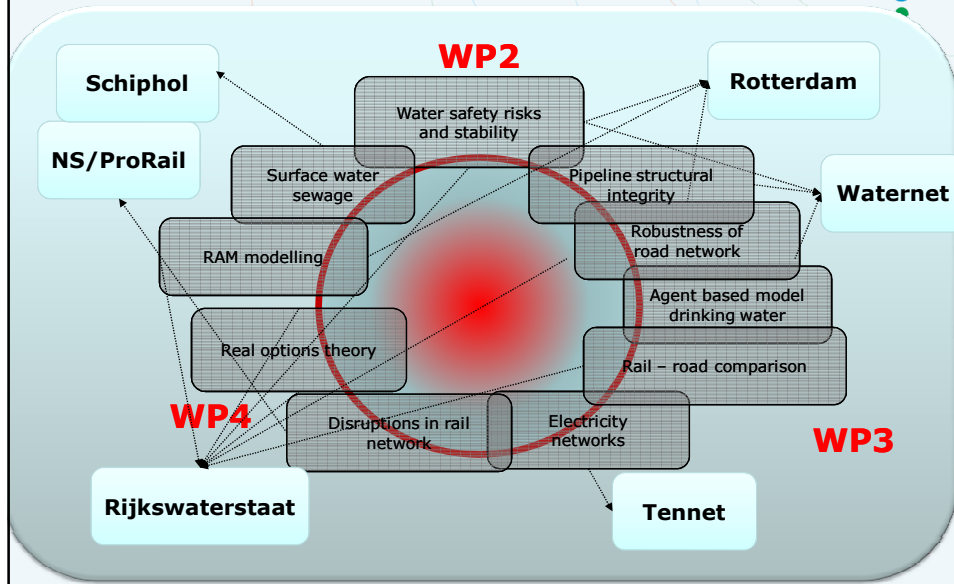 WP2
Schiphol
Rotterdam
Water safety risks
and stability
NS/ProRail
Surface water
sewage
Pipeline structural
integrity
Waternet
RAM modelling
Robustness of
road network
Agent based model
drinking water
Real options theory
Rail – road comparison
WP4
Disruptions in rail
network
Electricity
networks
WP3
Rijkswaterstaat
Tennet